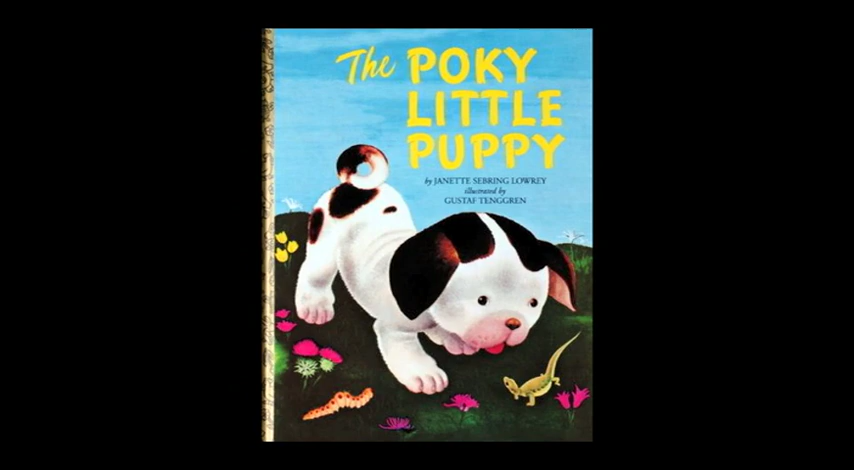 The POKY
LITTLE
PUPPY
by JANETTE SEBRING LOWREY
illustrated by
GUSTAF TENGGREN